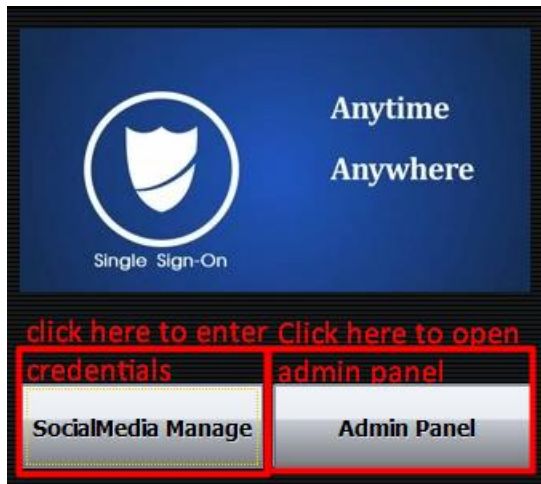 Anytime
Anywhere
Single Sign-On
click here to enter
credentials
Click here to open
admin panel
SocialMedia Manage
Admin Panel